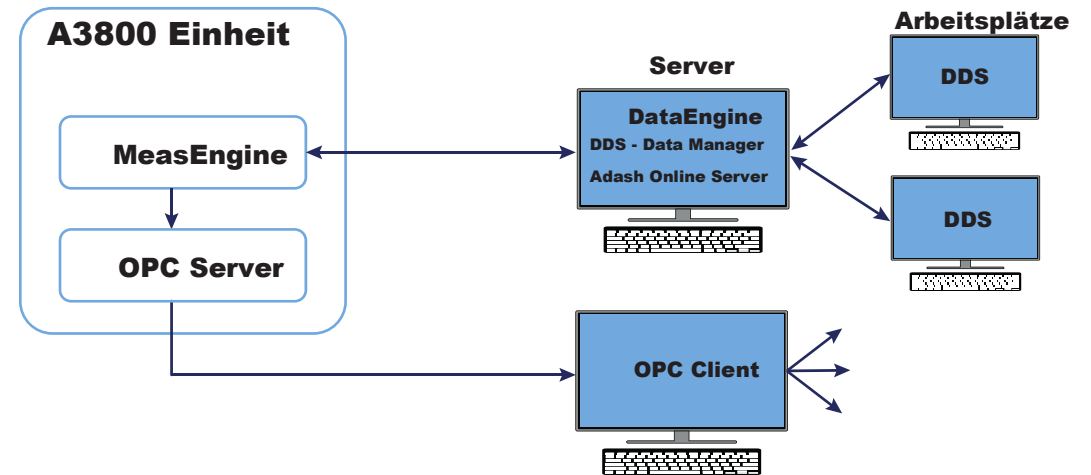 A3800 Einheit
MeasEngine
OPC Server
Server
DataEngine
DDS - Data Manager
Adash Online Server
Arbeitsplätze
DDS
DDS
OPC Client